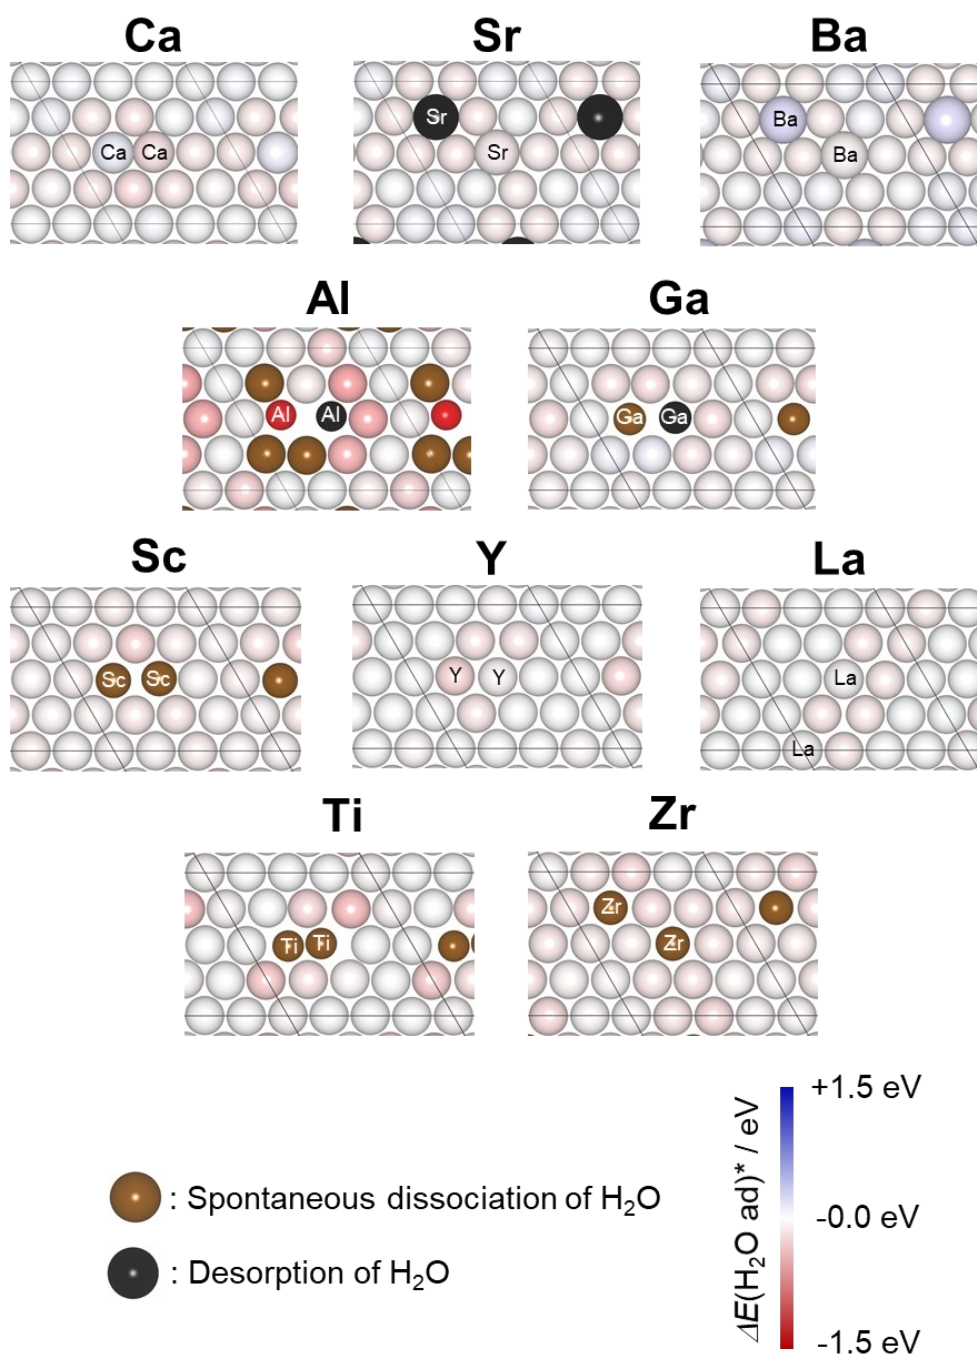 Ca Sr Ba
Sr Ba
Ca Ca Sr Ba
Al Ga
Al Al Ga Ga
Sc Y La
Sc Sc Y Y La
La
Ti Zr
Zr
Ti Ti Zr
+1.5 eV
: Spontaneous dissociation of H₂O
-0.0 eV
: Desorption of H₂O
-1.5 eV
ΔE(H₂O ad)* / eV